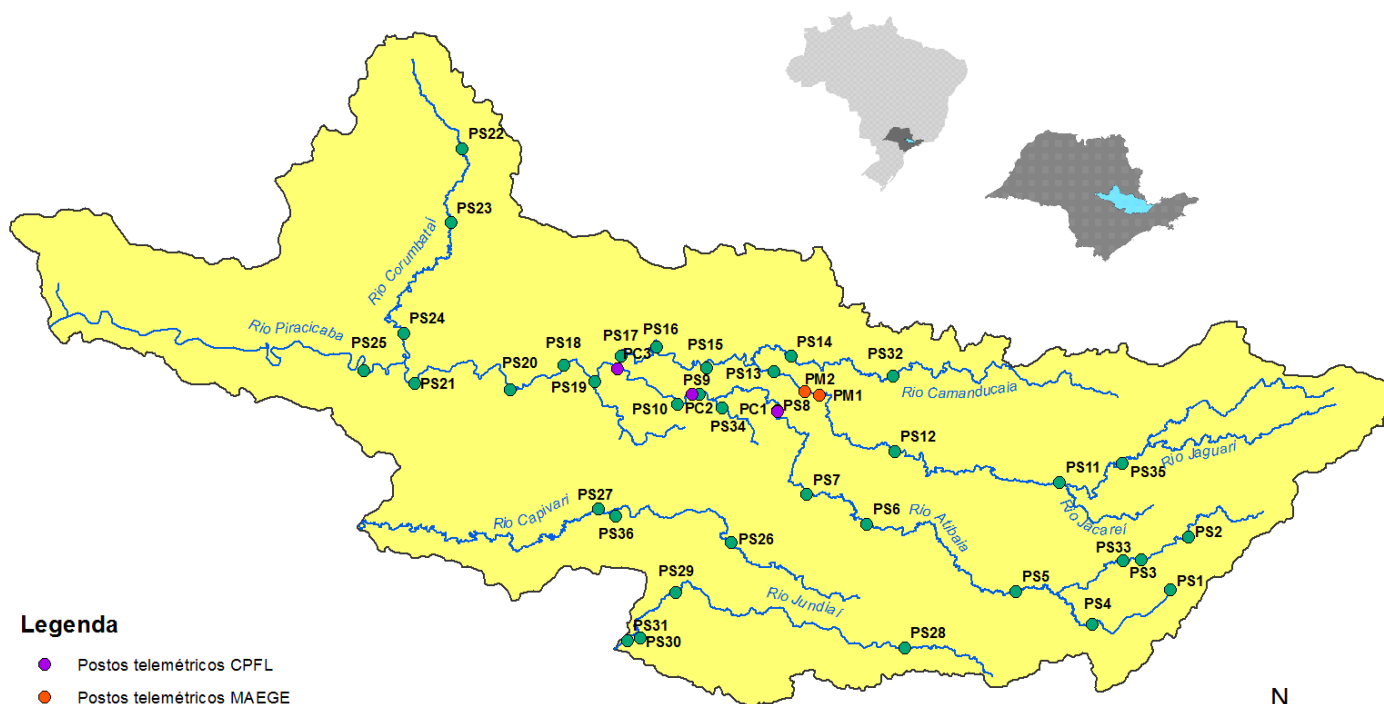 PS22
PS23
Rio Corumbataí
PS24
Rio Piracicaba
PS25
PS21
PS20
PS18
PS19
PS17
PC3
PS16
PS15
PS14
PS13
PS32
Rio Camanducaia
PM2
PM1
PS9
PS10
PC2
PS34
PC1
PS8
PS12
PS7
PS6
Rio Atibaia
PS11
PS35
Rio Jaguari
Rio Jacareí
PS2
PS33
PS3
PS1
PS5
PS4
PS27
Rio Capivari
PS36
PS26
PS29
Rio Jundiaí
PS31
PS30
PS28
Legenda
Postos telemétricos CPFL
Postos telemétricos MAEGE
N